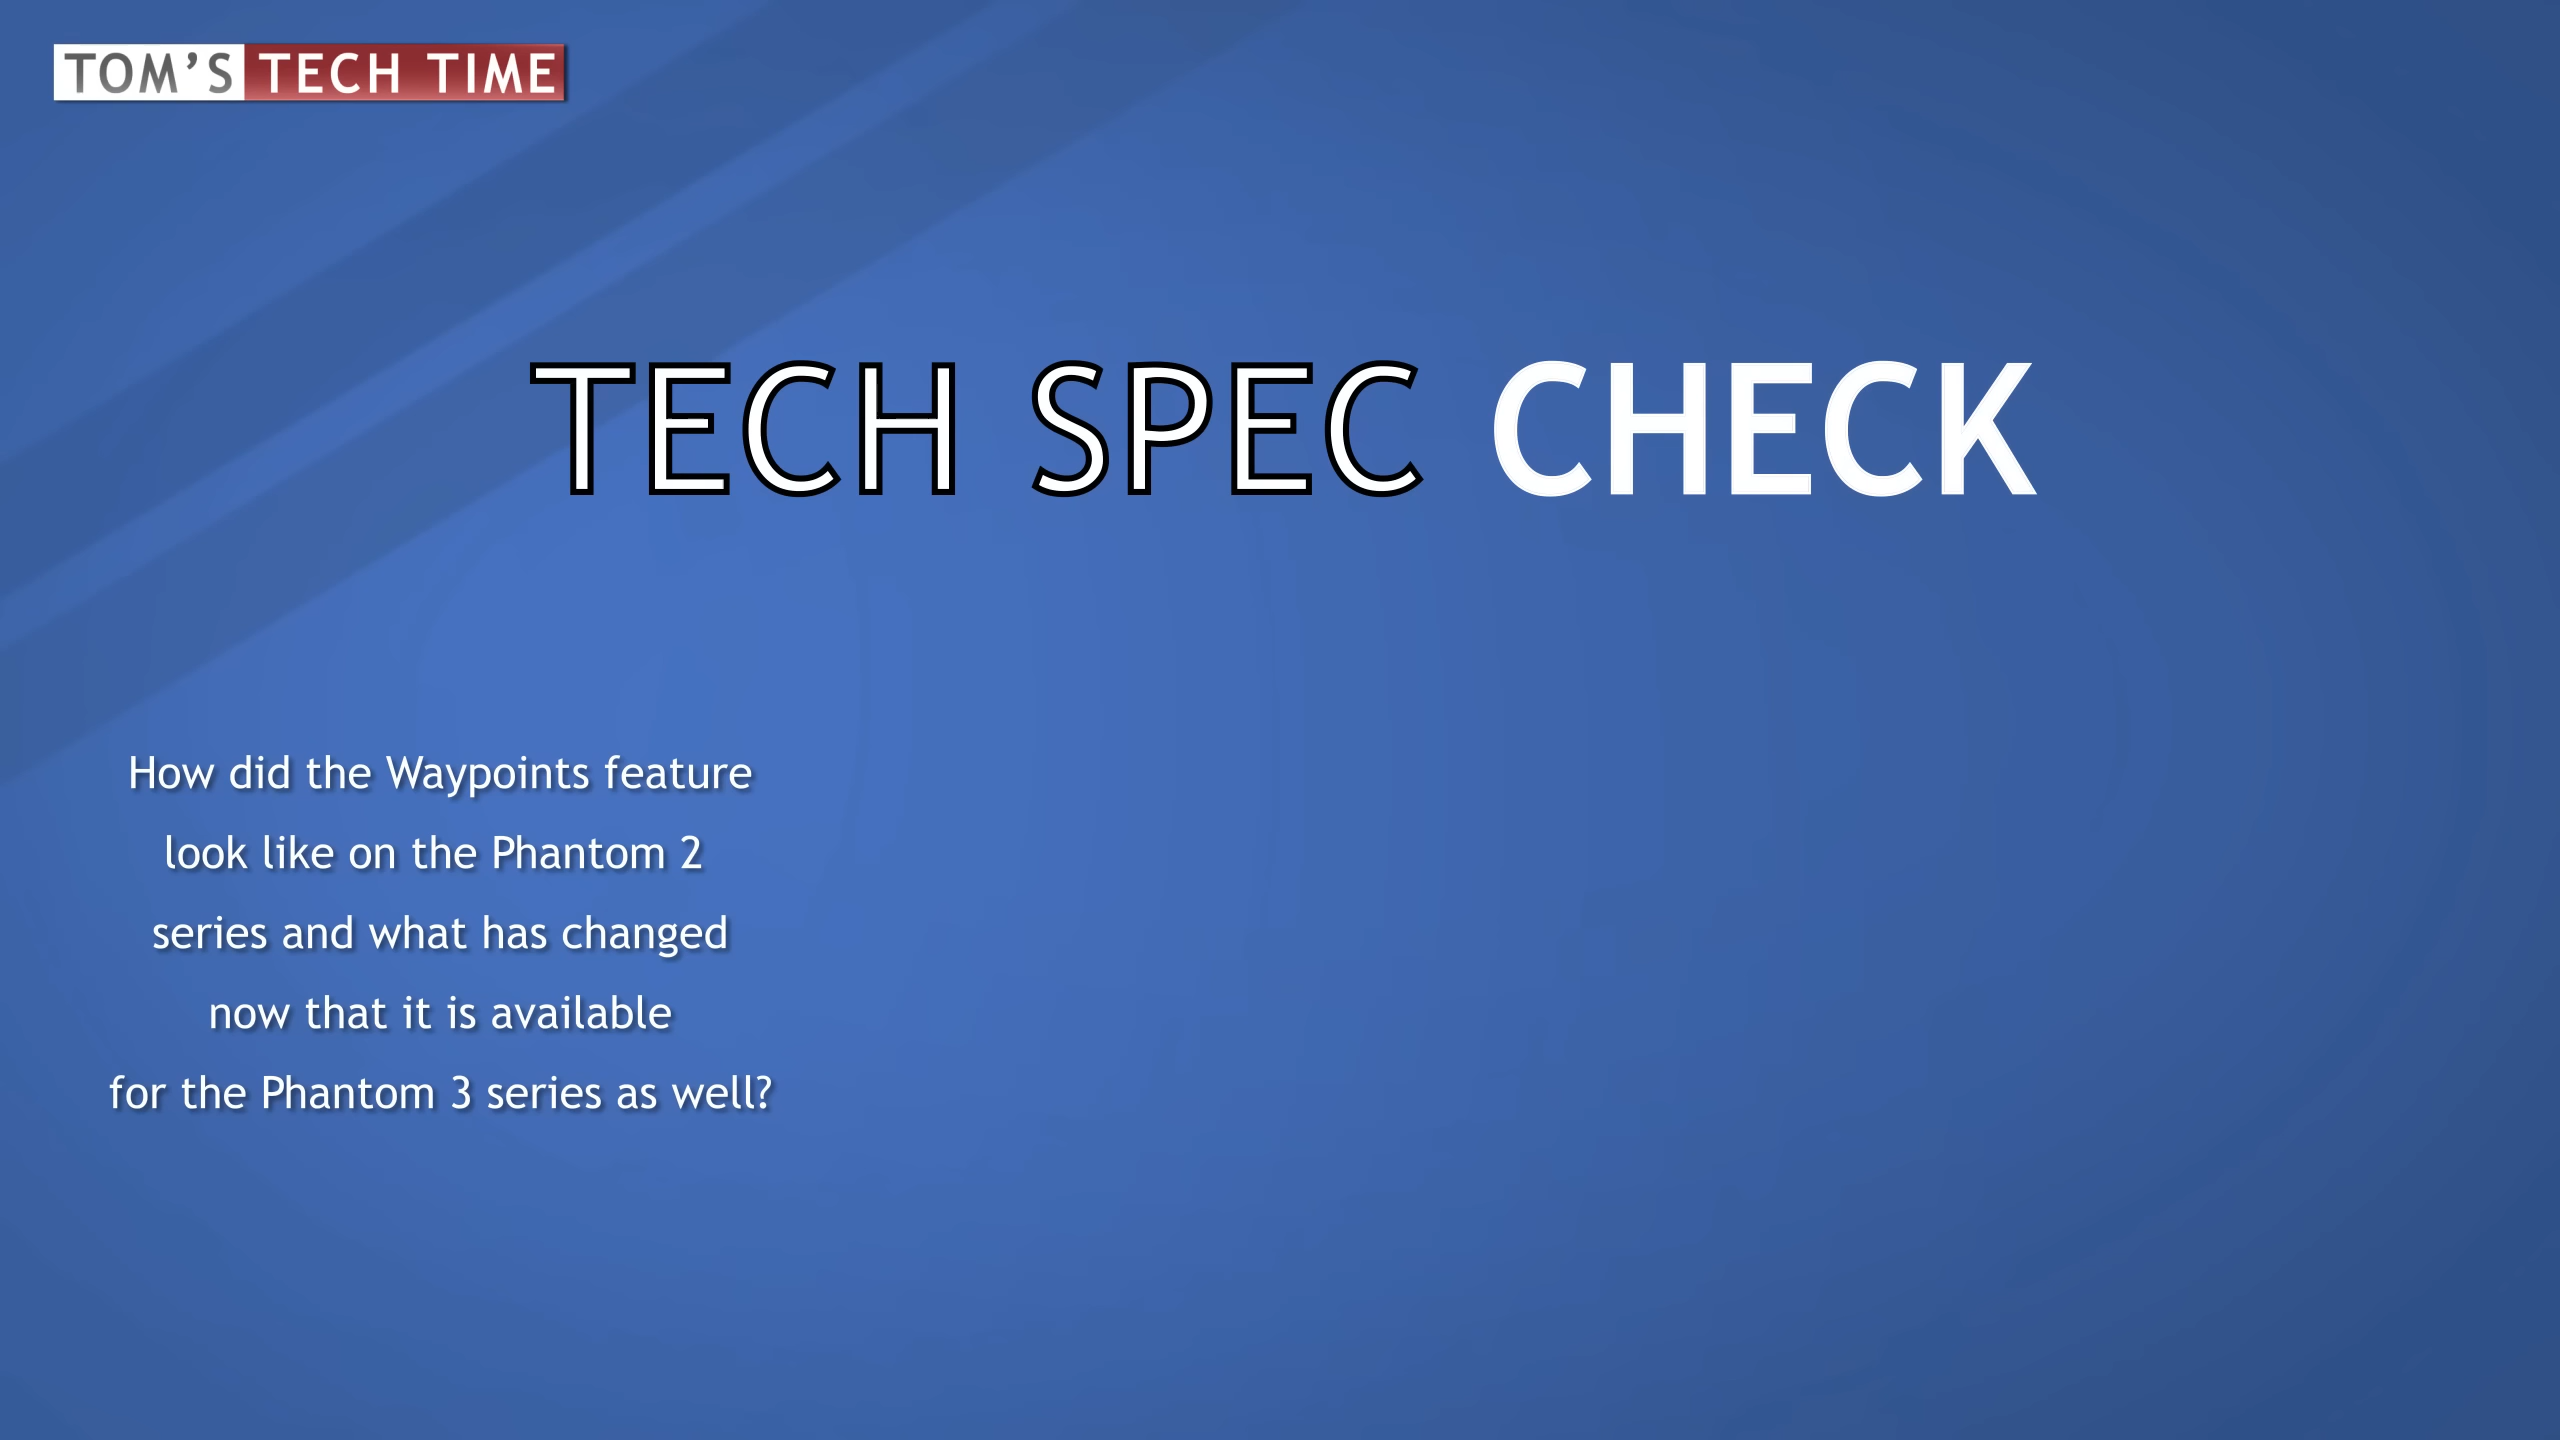 TOM’S TECH TIME
TECH SPEC CHECK
How did the Waypoints feature
look like on the Phantom 2
series and what has changed
now that it is available
for the Phantom 3 series as well?